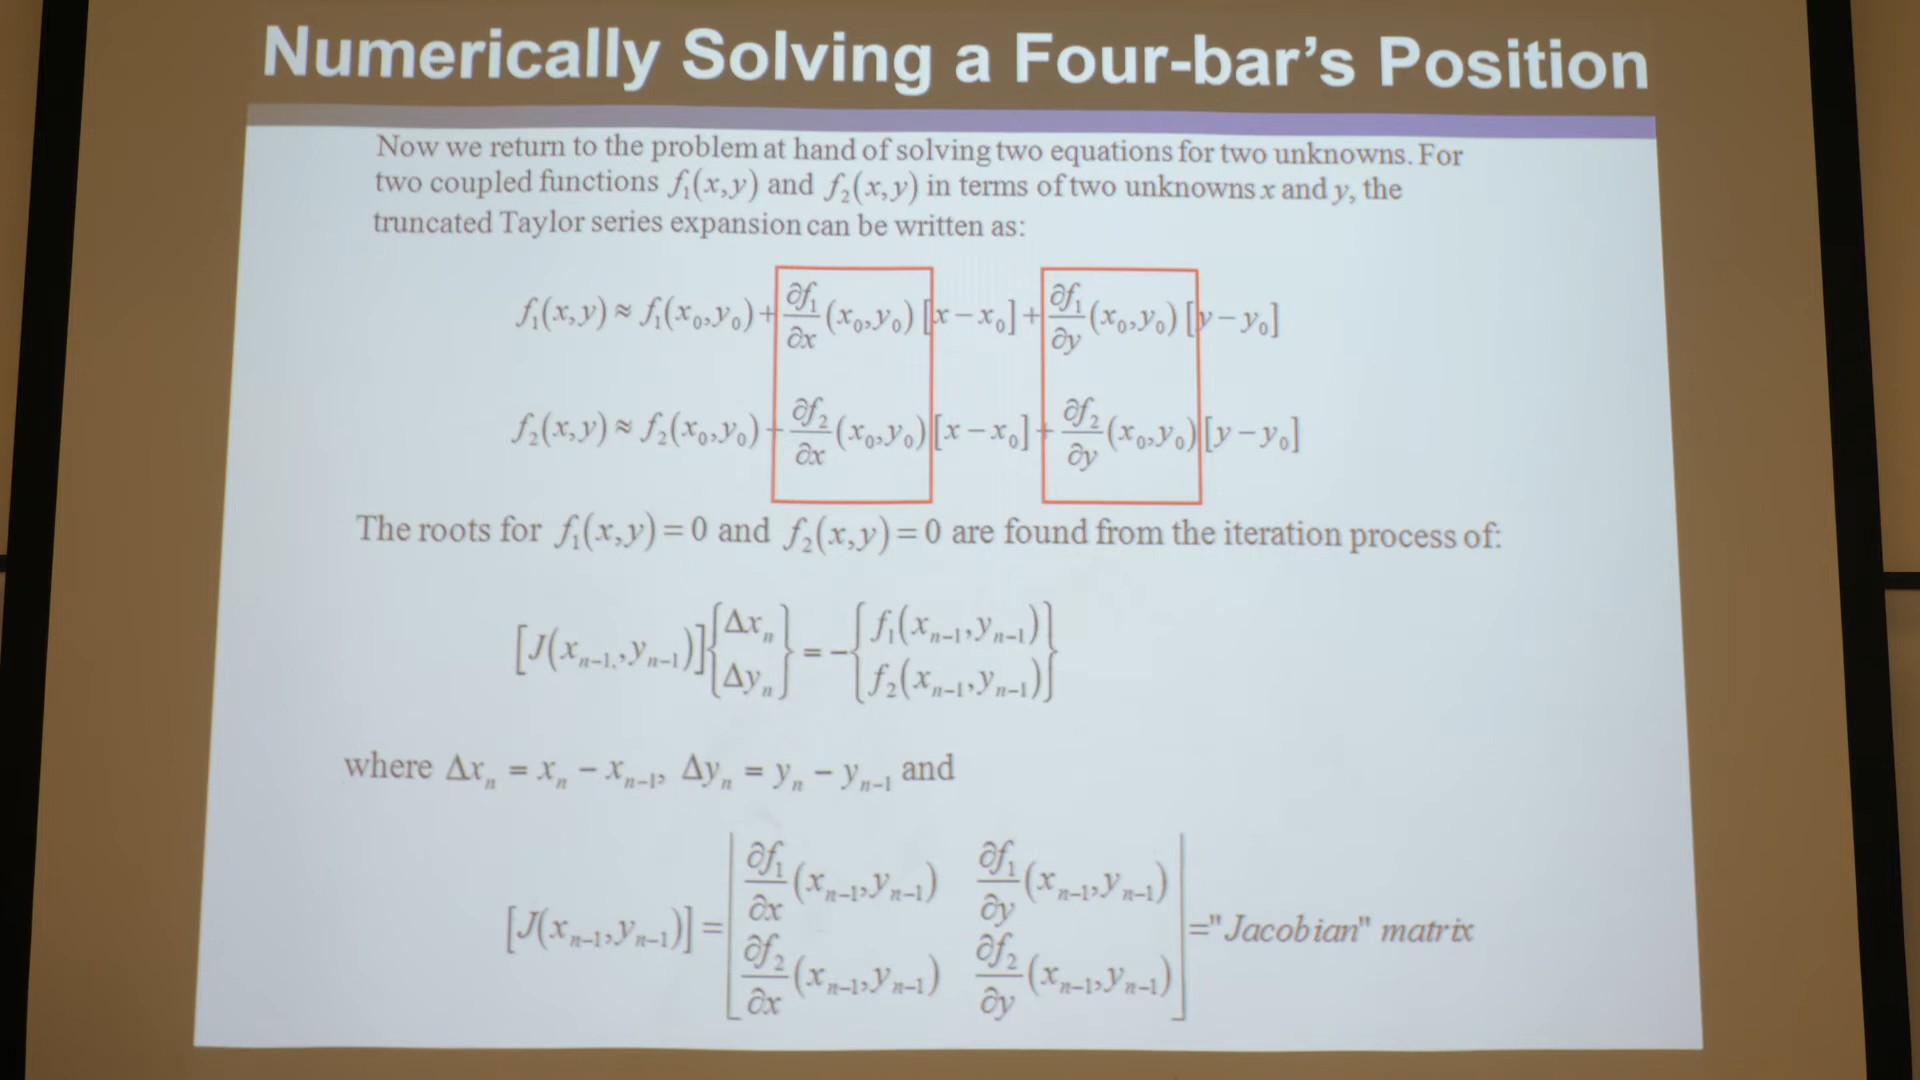 Numerically Solving a Four-bar's Position
Now we return to the problem at hand of solving two equations for two unknowns. For
two coupled functions f₁(x,y) and f₂(x,y) in terms of two unknowns x and y, the
truncated Taylor series expansion can be written as:
f₁(x,y) ≈ f₁(x₀,y₀) + ∂f₁/∂x (x₀,y₀) [x − x₀] + ∂f₁/∂y (x₀,y₀) [y − y₀]
f₂(x,y) ≈ f₂(x₀,y₀) + ∂f₂/∂x (x₀,y₀) [x − x₀] + ∂f₂/∂y (x₀,y₀) [y − y₀]
The roots for f₁(x,y) = 0 and f₂(x,y) = 0 are found from the iteration process of:
[J(xₙ₋₁,,yₙ₋₁)] {Δxₙ Δyₙ} = − {f₁(xₙ₋₁,yₙ₋₁) f₂(xₙ₋₁,yₙ₋₁)}
where Δxₙ = xₙ − xₙ₋₁, Δyₙ = yₙ − yₙ₋₁ and
[J(xₙ₋₁,yₙ₋₁)] = [∂f₁/∂x (xₙ₋₁,yₙ₋₁) ∂f₁/∂y (xₙ₋₁,yₙ₋₁) ∂f₂/∂x (xₙ₋₁,yₙ₋₁) ∂f₂/∂y (xₙ₋₁,yₙ₋₁)] ="Jacobian" matrix